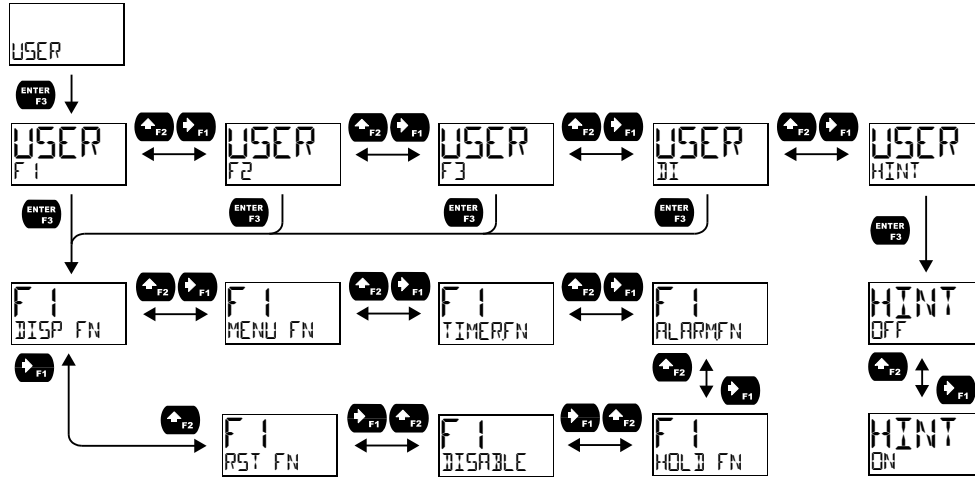 USER
ENTER F3
USER F1
F2 F1
USER F2
F2 F1
USER F3
F2 F1
USER DI
F2 F1
USER HINT
ENTER F3
ENTER F3
ENTER F3
ENTER F3
ENTER F3
F1 DISP FN
F2 F1
F1 MENU FN
F2 F1
F1 TIMERFN
F2 F1
F1 ALARMFN
HINT OFF
F1
F2
F1
F2
F1
F2
F1 RST FN
F1 F2
F1 DISABLE
F1 F2
F1 HOLD FN
HINT ON